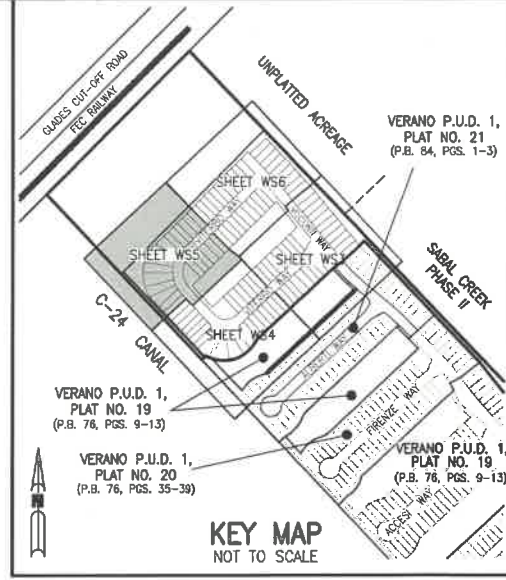 GLADES CUT-OFF ROAD
FEC RAILWAY
UNPLATTED ACREAGE
VERANO P.U.D. 1,
PLAT NO. 21
(P.B. 84, PGS. 1-3)
SHEET WS6
SHEET WS5
WAY
SHEET WS3
SABAL CREEK
PHASE II
SHEET WS4
C-24 CANAL
WAY
VERANO P.U.D. 1,
PLAT NO. 19
(P.B. 76, PGS. 9-13)
FIRENZE WAY
VERANO P.U.D. 1,
PLAT NO. 20
(P.B. 76, PGS. 35-39)
VERANO P.U.D. 1,
PLAT NO. 19
(P.B. 76, PGS. 9-13)
ACCESI WAY
N
KEY MAP
NOT TO SCALE